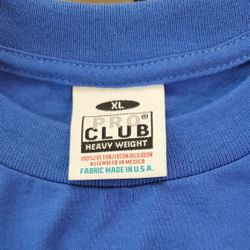 XL
PRO®
CLUB
HEAVY WEIGHT
100%COTTON/COTON/ALGODON
ASSEMBLED IN MEXICO
FABRIC MADE IN U.S.A.